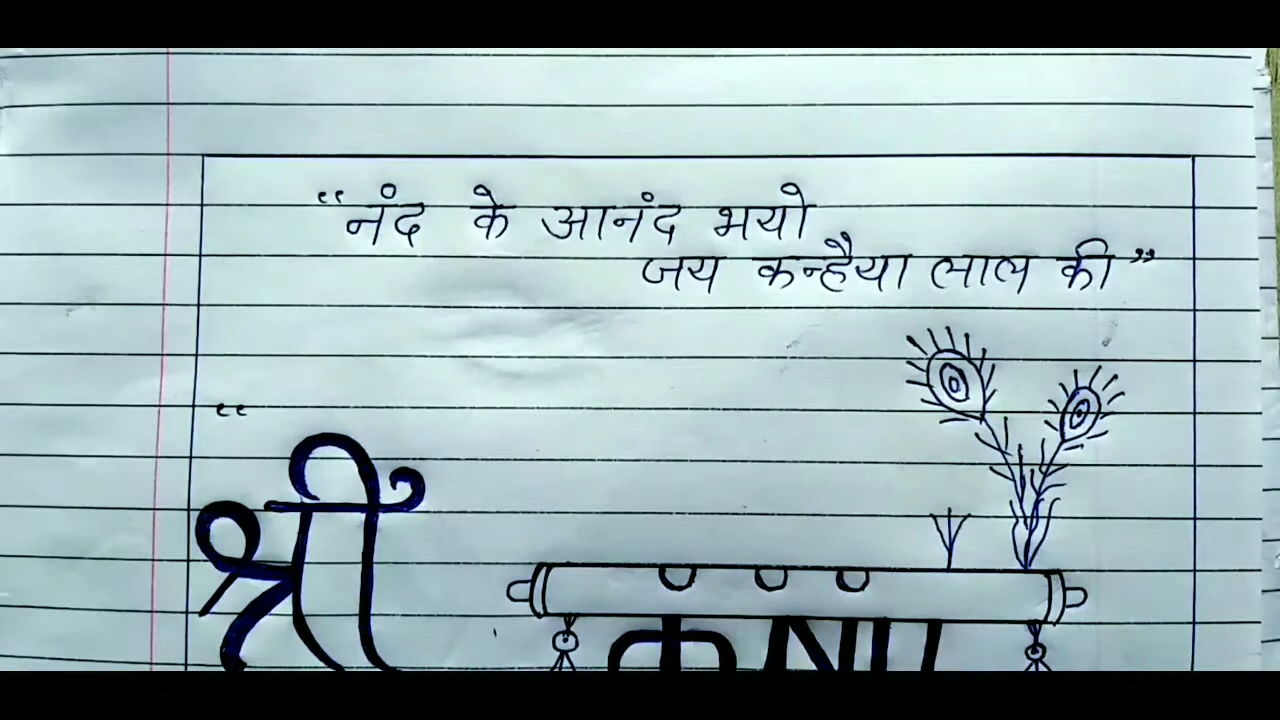 “नंद के आनंद भयो
जय कन्हैया लाल की”
“
श्री